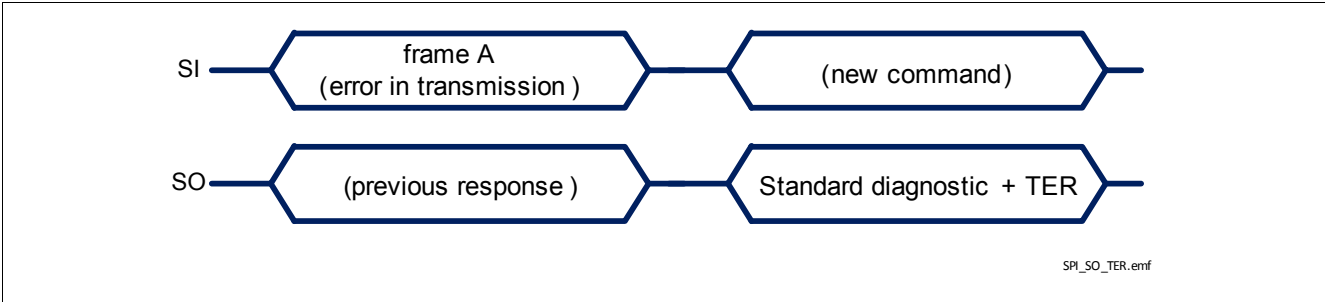 SI
frame A
(error in transmission )
(new command)
SO
(previous response )
Standard diagnostic + TER
SPI_SO_TER.emf